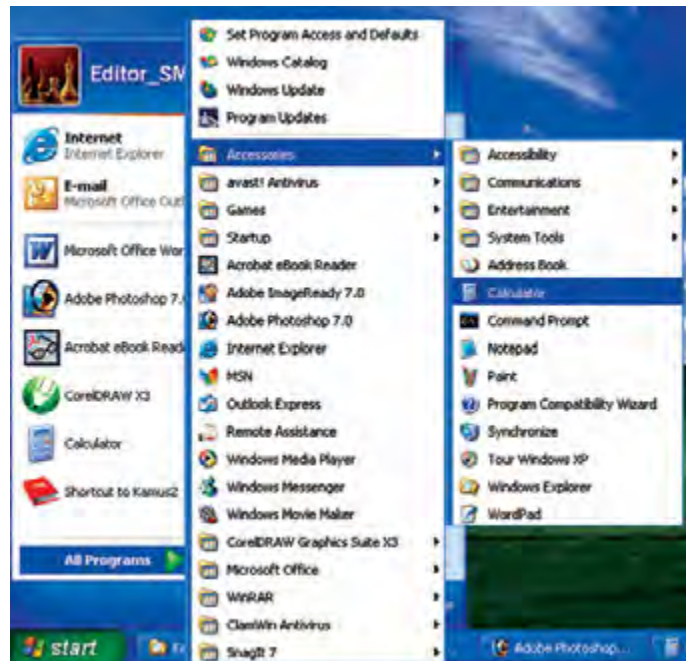 Editor_SM
Internet
Internet Explorer
E-mail
Microsoft Office Outl
Microsoft Office Wor
Adobe Photoshop 7.
Acrobat eBook Read
CorelDRAW X3
Calculator
Shortcut to Kamus2
All Programs
start
Set Program Access and Defaults
Windows Catalog
Windows Update
Program Updates
Accessories
avast! Antivirus
Games
Startup
Acrobat eBook Reader
Adobe ImageReady 7.0
Adobe Photoshop 7.0
Internet Explorer
MSN
Outlook Express
Remote Assistance
Windows Media Player
Windows Messenger
Windows Movie Maker
CorelDRAW Graphics Suite X3
Microsoft Office
WinRAR
ClamWin Antivirus
SnagIt 7
Accessibility
Communications
Entertainment
System Tools
Address Book
Calculator
Command Prompt
Notepad
Paint
Program Compatibility Wizard
Synchronize
Tour Windows XP
Windows Explorer
WordPad
Adobe Photoshop...